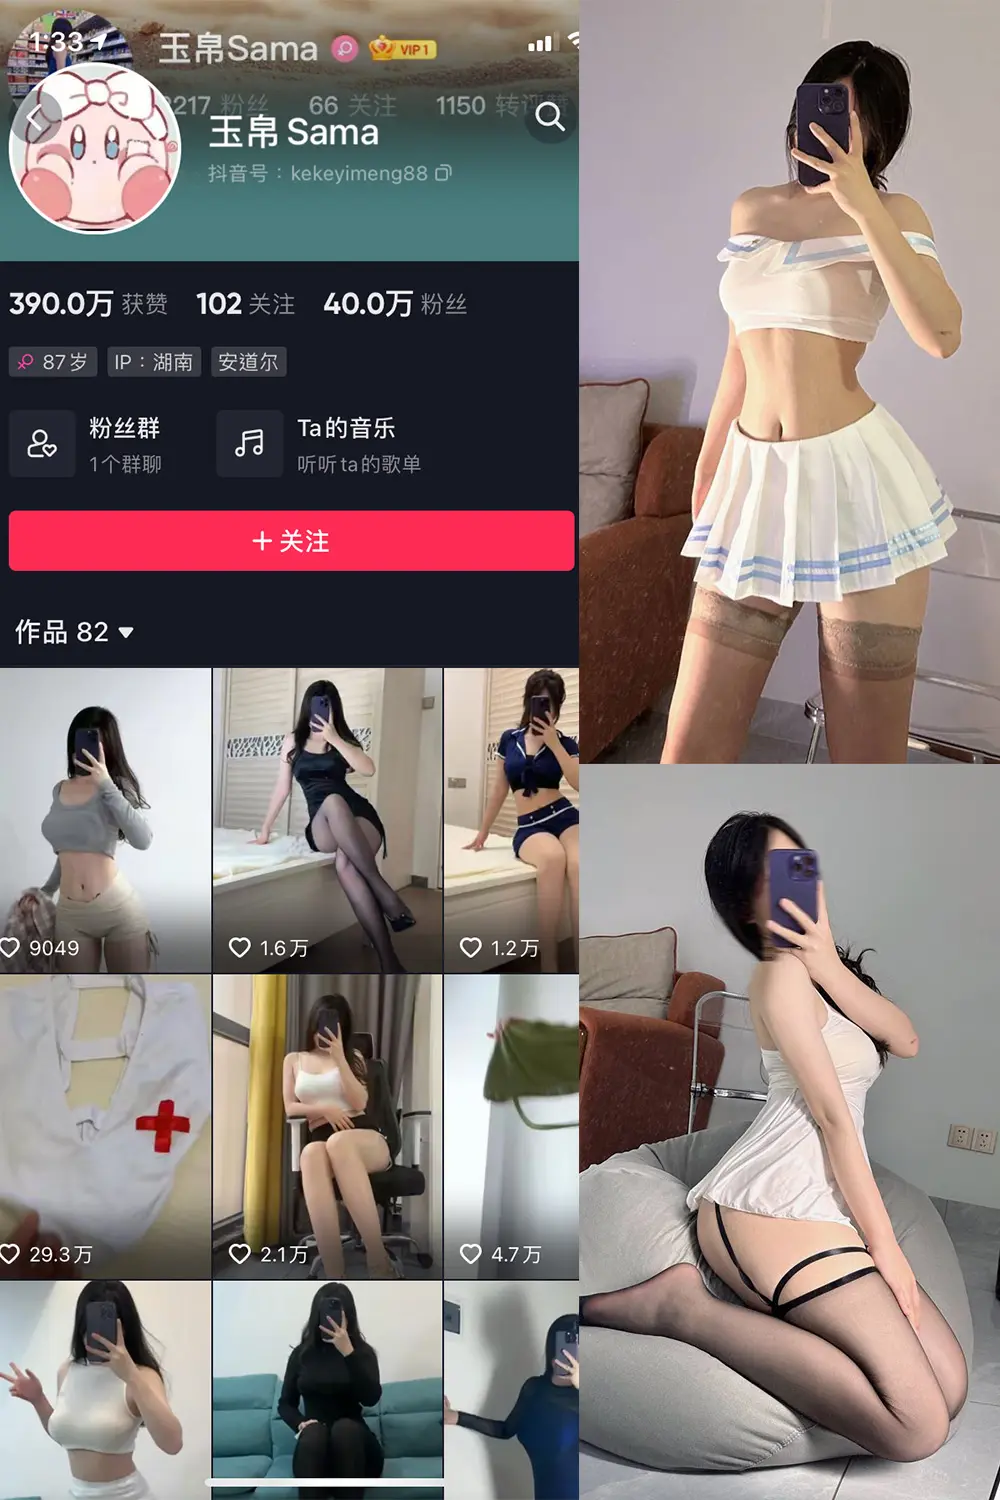 1:33
玉帛Sama VIP1
217 粉丝 66 关注 1150 转评赞
玉帛 Sama
抖音号：kekeyimeng88
390.0万 获赞 102 关注 40.0万 粉丝
87岁 IP：湖南 安道尔
粉丝群 Ta的音乐
1个群聊 听听ta的歌单
+ 关注
作品 82
9049 1.6万 1.2万
29.3万 2.1万 4.7万